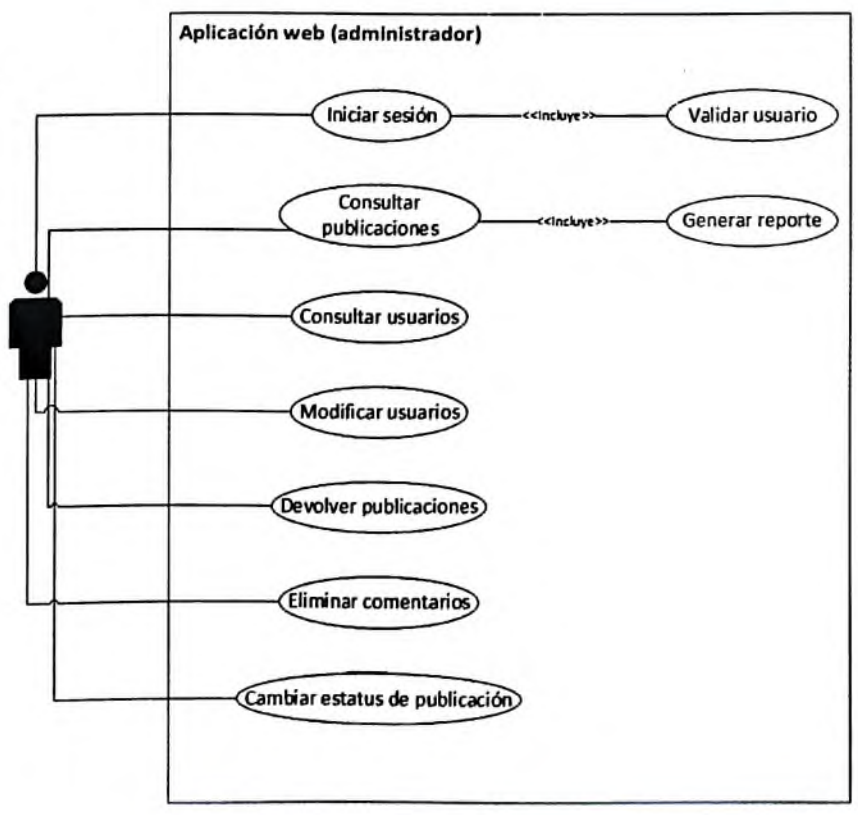 Aplicación web (administrador)
Iniciar sesión
<<Incluye>>
Validar usuario
Consultar
publicaciones
<<Incluye>>
Generar reporte
Consultar usuarios
Modificar usuarios
Devolver publicaciones
Eliminar comentarios
Cambiar estatus de publicación